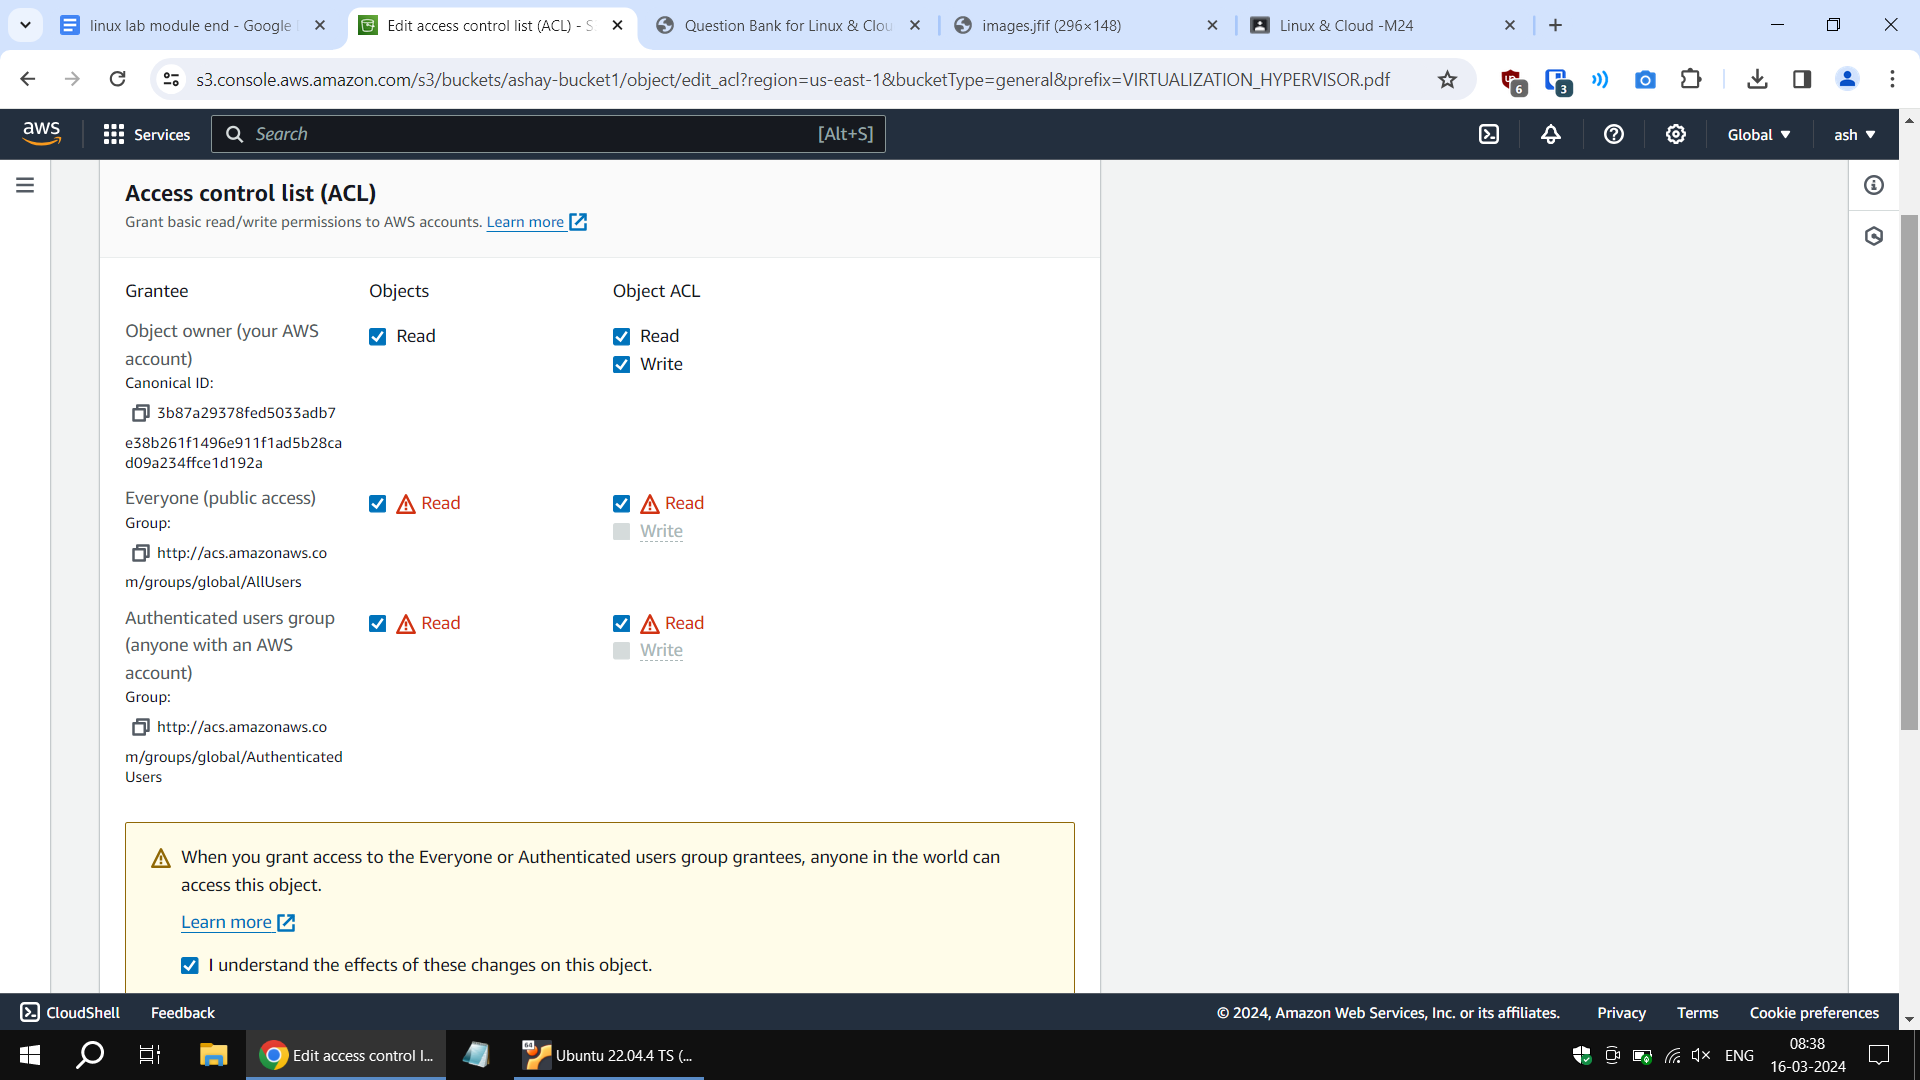 linux lab module end - Google
Edit access control list (ACL) - S
Question Bank for Linux & Clou
images.jfif (296×148)
Linux & Cloud -M24
s3.console.aws.amazon.com/s3/buckets/ashay-bucket1/object/edit_acl?region=us-east-1&bucketType=general&prefix=VIRTUALIZATION_HYPERVISOR.pdf
6
3
aws
Services
Search
[Alt+S]
Global
ash
Access control list (ACL)
Grant basic read/write permissions to AWS accounts. Learn more
Grantee
Objects
Object ACL
Object owner (your AWS
account)
Canonical ID:
3b87a29378fed5033adb7
e38b261f1496e911f1ad5b28ca
d09a234ffce1d192a
Read
Read
Write
Everyone (public access)
Group:
http://acs.amazonaws.co
m/groups/global/AllUsers
Read
Read
Write
Authenticated users group
(anyone with an AWS
account)
Group:
http://acs.amazonaws.co
m/groups/global/Authenticated
Users
Read
Read
Write
When you grant access to the Everyone or Authenticated users group grantees, anyone in the world can
access this object.
Learn more
I understand the effects of these changes on this object.
CloudShell
Feedback
© 2024, Amazon Web Services, Inc. or its affiliates.
Privacy
Terms
Cookie preferences
Edit access control l...
64
Ubuntu 22.04.4 TS (...
ENG
08:38
16-03-2024